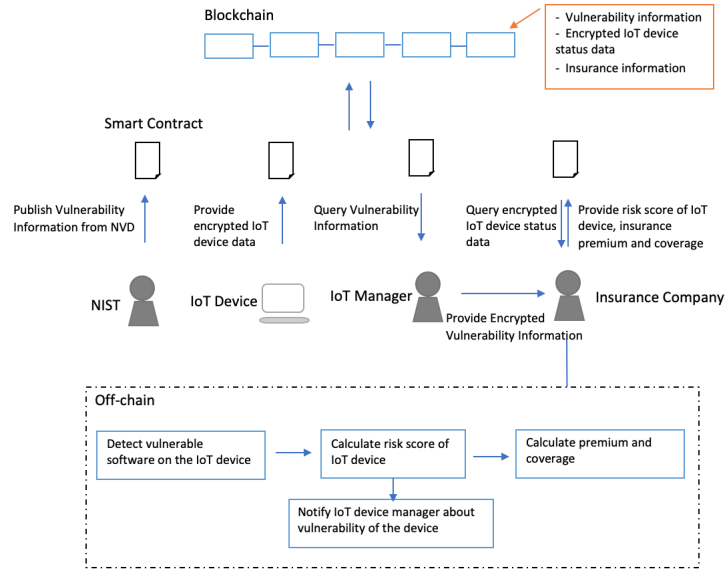 Blockchain
- Vulnerability information
- Encrypted IoT device
status data
- Insurance information
Smart Contract
Publish Vulnerability
Information from NVD
Provide
encrypted IoT
device data
Query Vulnerability
Information
Query encrypted
IoT device status
data
Provide risk score of IoT
device, insurance
premium and coverage
NIST
IoT Device
IoT Manager
Insurance Company
Provide Encrypted
Vulnerability Information
Off-chain
Detect vulnerable
software on the IoT device
Calculate risk score of
IoT device
Calculate premium and
coverage
Notify IoT device manager about
vulnerability of the device